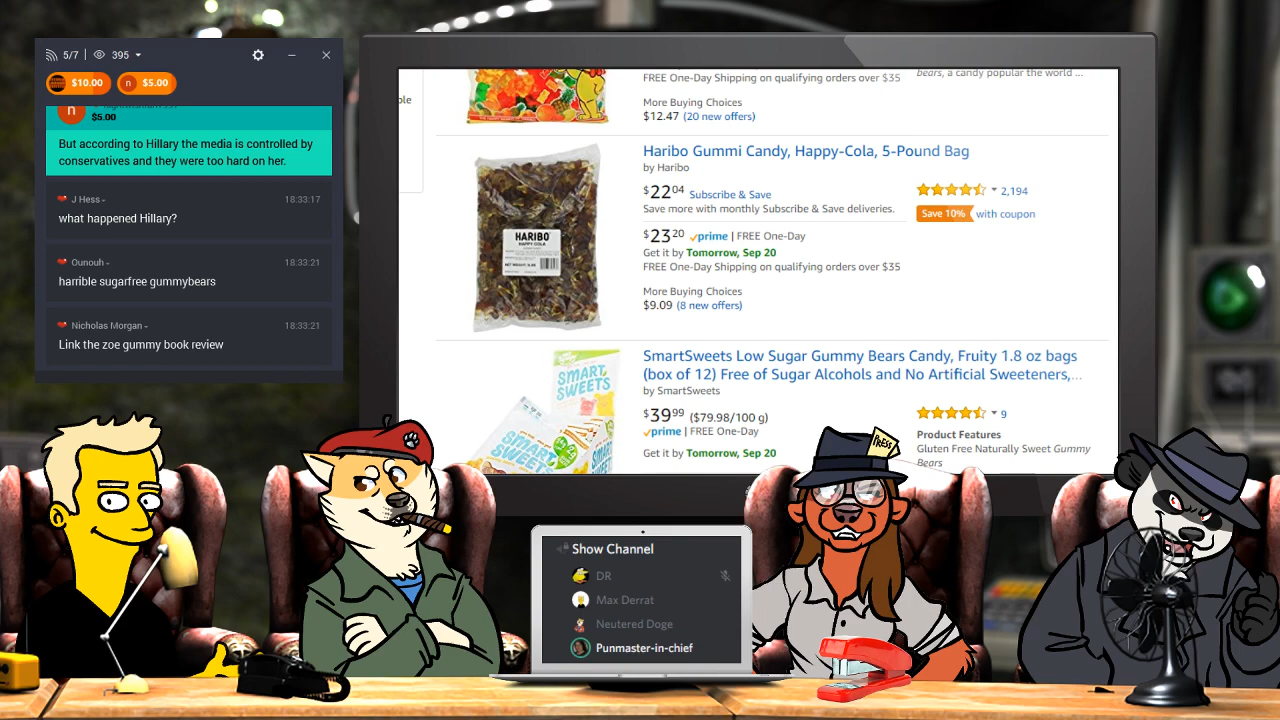 5/7 | 395
$10.00
n $5.00
n
$5.00
But according to Hillary the media is controlled by
conservatives and they were too hard on her.
J Hess 18:33:17
what happened Hillary?
Ounouh 18:33:21
harrible sugarfree gummybears
Nicholas Morgan 18:33:21
Link the zoe gummy book review
ple
FREE One-Day Shipping on qualifying orders over $35
bears, a candy popular the world ...
More Buying Choices
$12.47 (20 new offers)
Haribo Gummi Candy, Happy-Cola, 5-Pound Bag
by Haribo
$22 04 Subscribe & Save
Save more with monthly Subscribe & Save deliveries.
2,194
Save 10% with coupon
$23 20 prime | FREE One-Day
Get it by Tomorrow, Sep 20
FREE One-Day Shipping on qualifying orders over $35
More Buying Choices
$9.09 (8 new offers)
HARIBO
HAPPY COLA
SmartSweets Low Sugar Gummy Bears Candy, Fruity 1.8 oz bags
(box of 12) Free of Sugar Alcohols and No Artificial Sweeteners,...
by SmartSweets
$39 99 ($79.98/100 g)
prime | FREE One-Day
Get it by Tomorrow, Sep 20
9
Product Features
Gluten Free Naturally Sweet Gummy
Bears
SMART
SWEETS
SMART
SWEETS
PRESS
Show Channel
DR
Max Derrat
Neutered Doge
Punmaster-in-chief